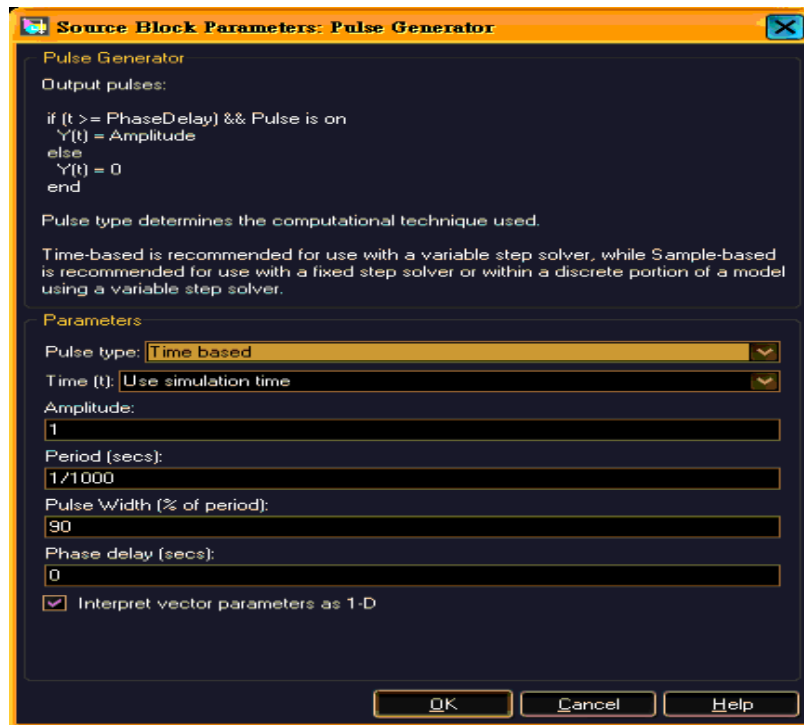 Source Block Parameters: Pulse Generator
Pulse Generator
Output pulses:
if (t >= PhaseDelay) && Pulse is on
Y(t) = Amplitude
else
Y(t) = 0
end
Pulse type determines the computational technique used.
Time-based is recommended for use with a variable step solver, while Sample-based
is recommended for use with a fixed step solver or within a discrete portion of a model
using a variable step solver.
Parameters
Pulse type: Time based
Time (t): Use simulation time
Amplitude:
1
Period (secs):
1/1000
Pulse Width (% of period):
90
Phase delay (secs):
0
Interpret vector parameters as 1-D
OK Cancel Help